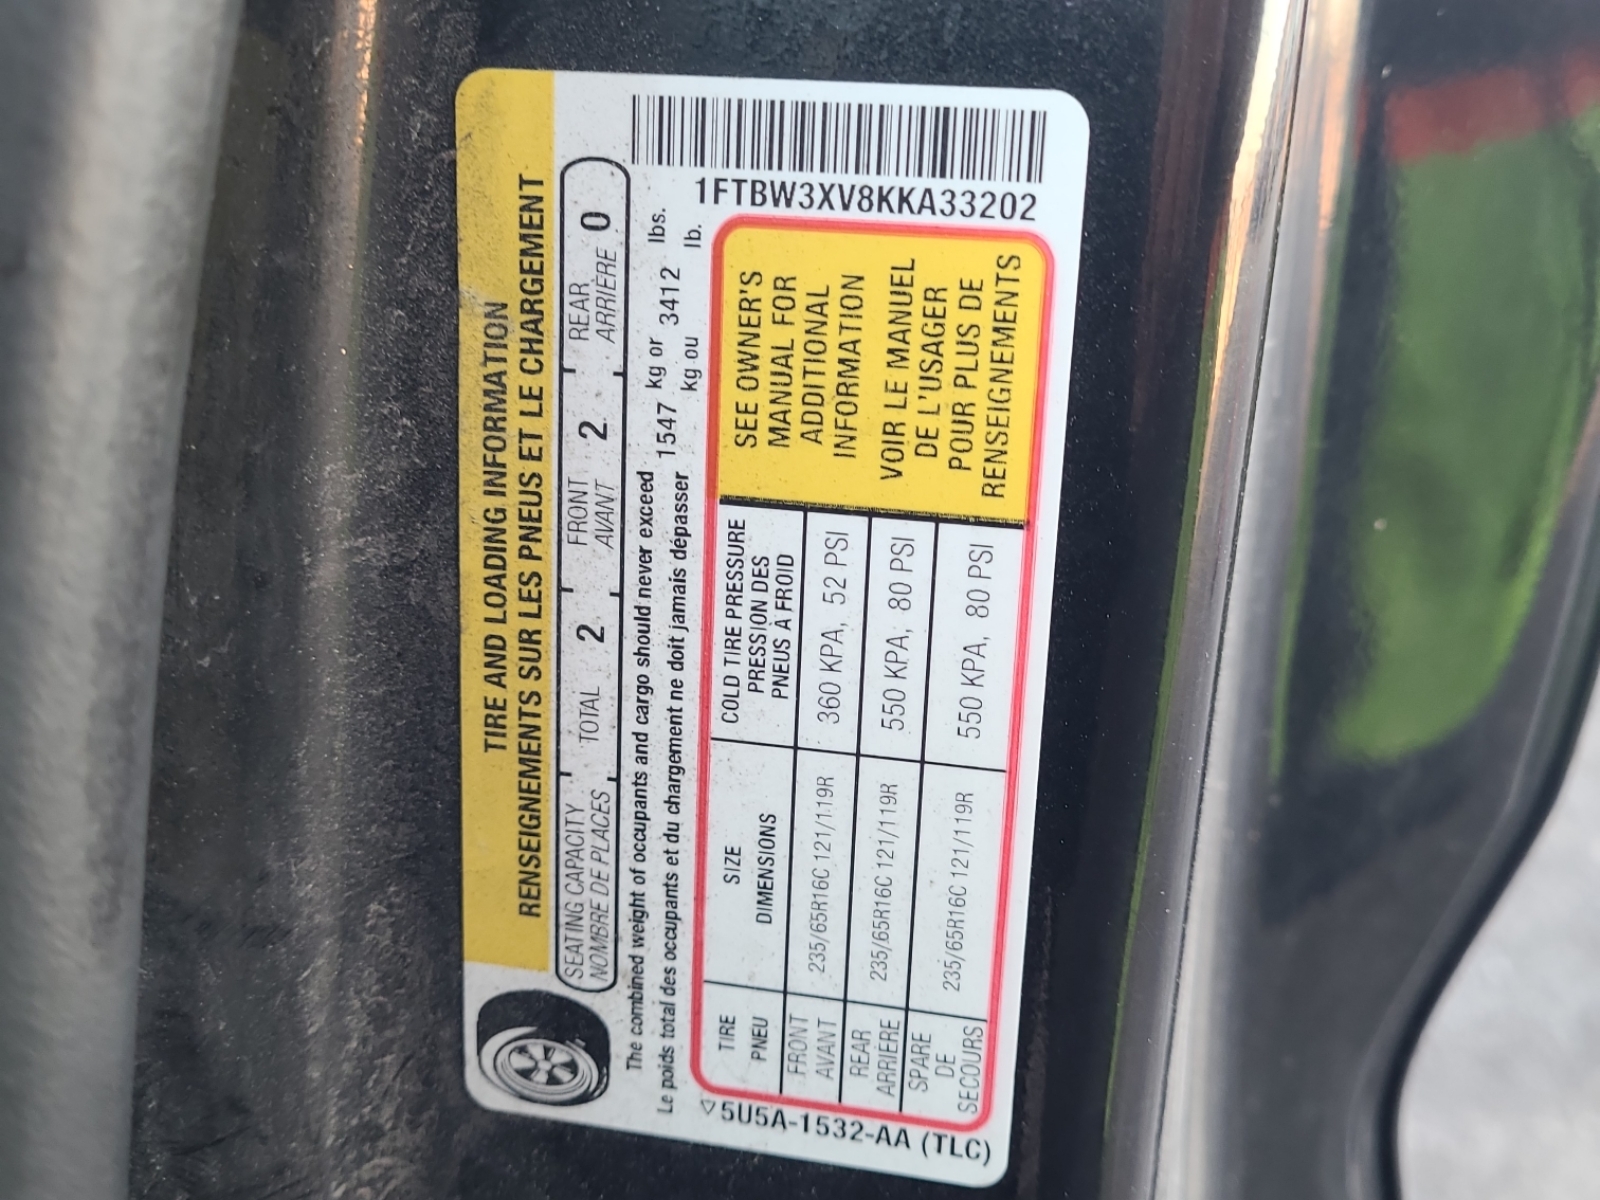 TIRE AND LOADING INFORMATION
RENSEIGNEMENTS SUR LES PNEUS ET LE CHARGEMENT
SEATING CAPACITY TOTAL 2 FRONT 2 REAR 0
NOMBRE DE PLACES AVANT ARRIÈRE
The combined weight of occupants and cargo should never exceed 1547 kg or 3412 lbs.
Le poids total des occupants et du chargement ne doit jamais dépasser kg ou lb.
1FTBW3XV8KKA33202
TIRE SIZE COLD TIRE PRESSURE
PNEU DIMENSIONS PRESSION DES
PNEUS À FROID
FRONT
AVANT 235/65R16C 121/119R 360 KPA, 52 PSI
REAR
ARRIÈRE 235/65R16C 121/119R 550 KPA, 80 PSI
SPARE
DE
SECOURS 235/65R16C 121/119R 550 KPA, 80 PSI
SEE OWNER'S
MANUAL FOR
ADDITIONAL
INFORMATION
VOIR LE MANUEL
DE L'USAGER
POUR PLUS DE
RENSEIGNEMENTS
5U5A-1532-AA (TLC)